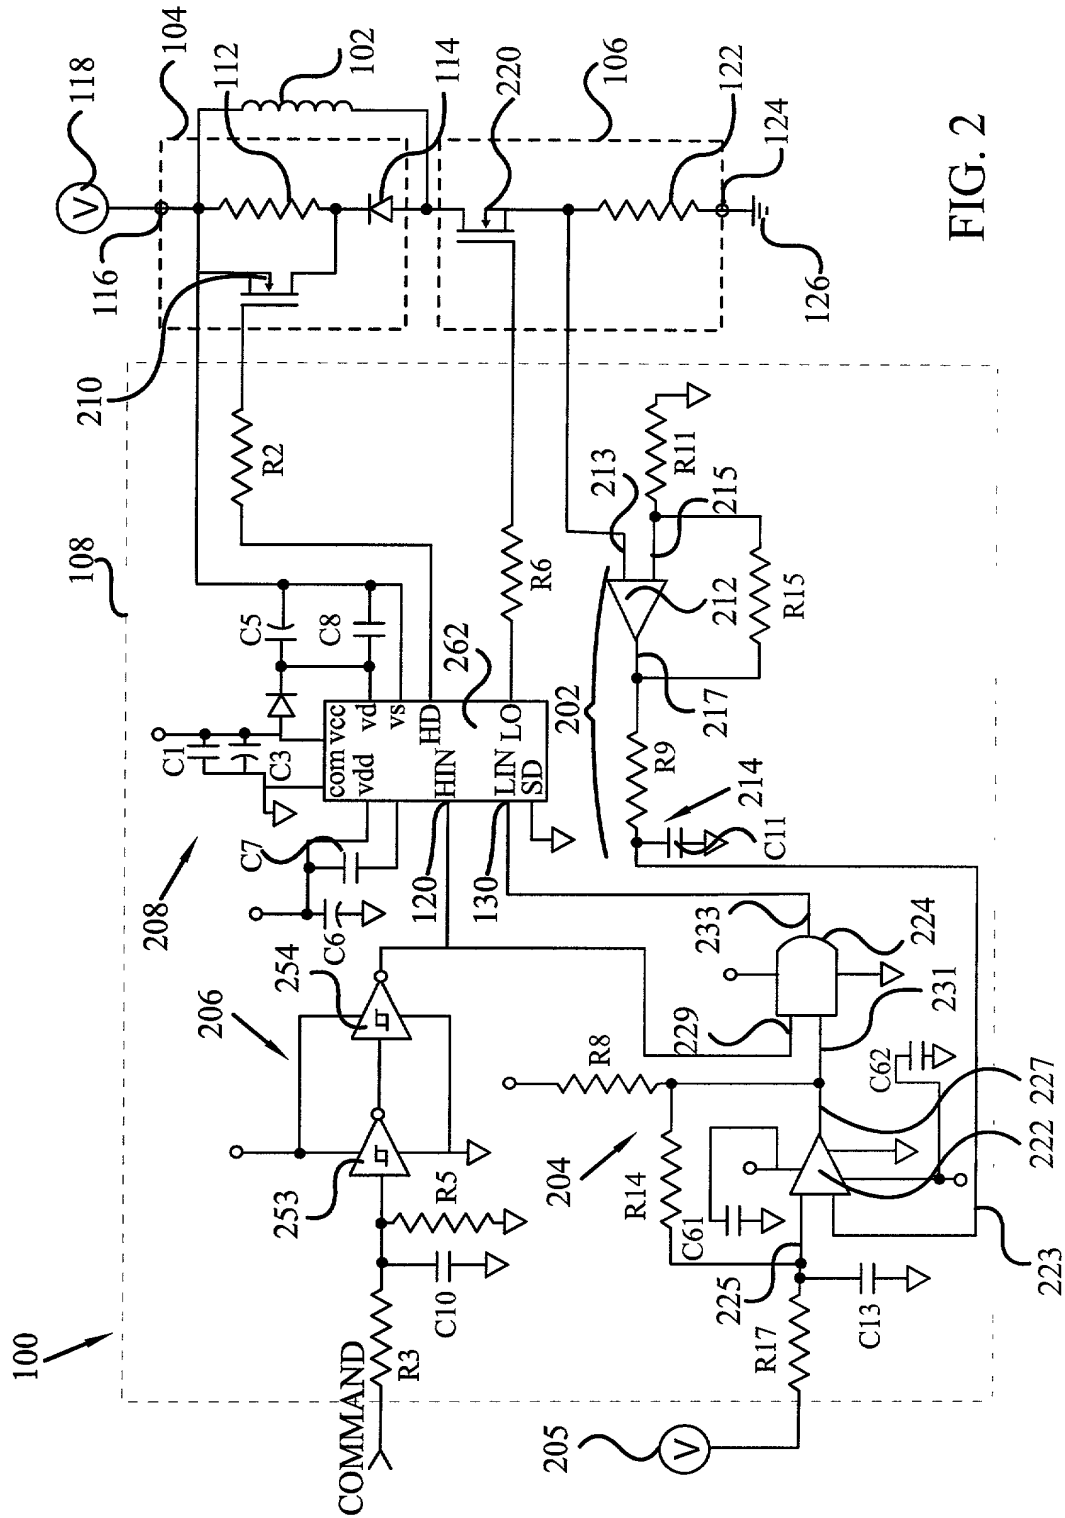 100
108
COMMAND
R3
C10
R5
253
206
254
208
C6
C7
C1
C3
C5
C8
com
vcc
vdd
vd
vs
HD
HIN
262
LIN
LO
SD
120
130
R2
R6
210
116
118
104
112
102
114
220
106
122
124
126
205
R17
C13
225
C61
R14
204
R8
222
227
223
C62
229
231
224
233
202
214
C11
R9
217
212
R15
213
215
R11
V
V
FIG. 2